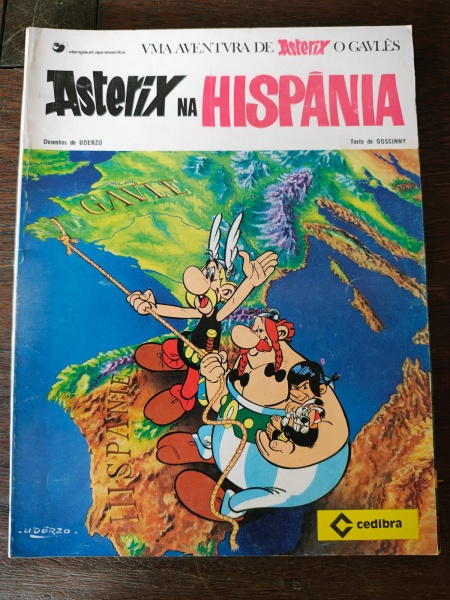 dargaud apresenta
VMA AVENTVRA DE Asterix O GAVLÊS
Asterix NA HISPÂNIA
Desenhos de UDERZO
Texto de GOSCINNY
GAVLE
HISPANIE
UDERZO
cedibra